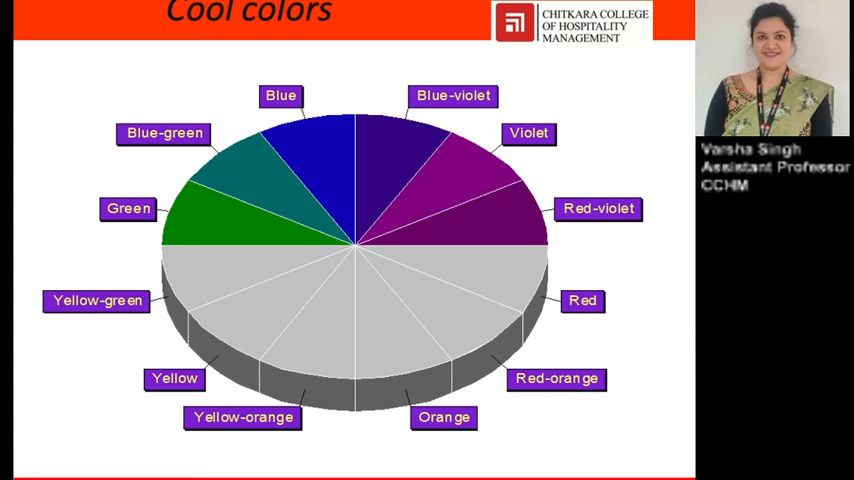 Cool colors
CHITKARA COLLEGE
OF HOSPITALITY
MANAGEMENT
Varsha Singh
Assistant Professor
CCHM
Blue
Blue-violet
Blue-green
Violet
Green
Red-violet
Yellow-green
Red
Yellow
Red-orange
Yellow-orange
Orange